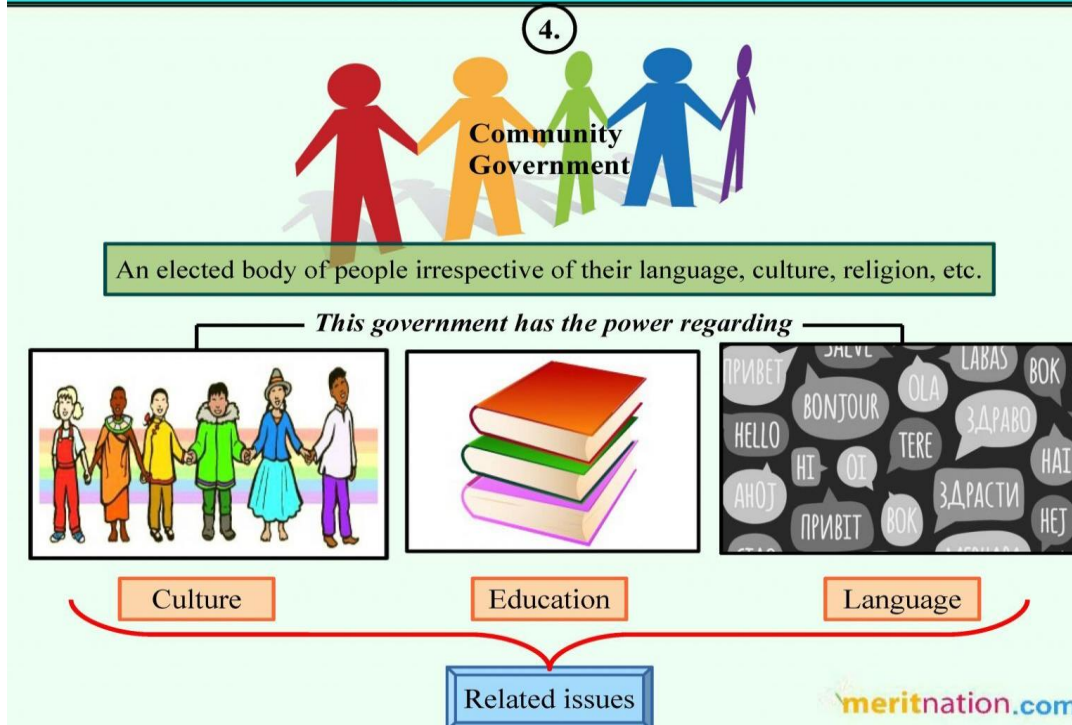 4.
Community
Government
An elected body of people irrespective of their language, culture, religion, etc.
This government has the power regarding
ПРИВЕТ
SALVE
LABAS
BOK
BONJOUR
OLA
ЗДРАВО
HELLO
TERE
HAI
HI
OI
AHOJ
ЗДРАСТИ
ПРИВІТ
BOK
HEJ
Culture
Education
Language
Related issues
meritnation.com